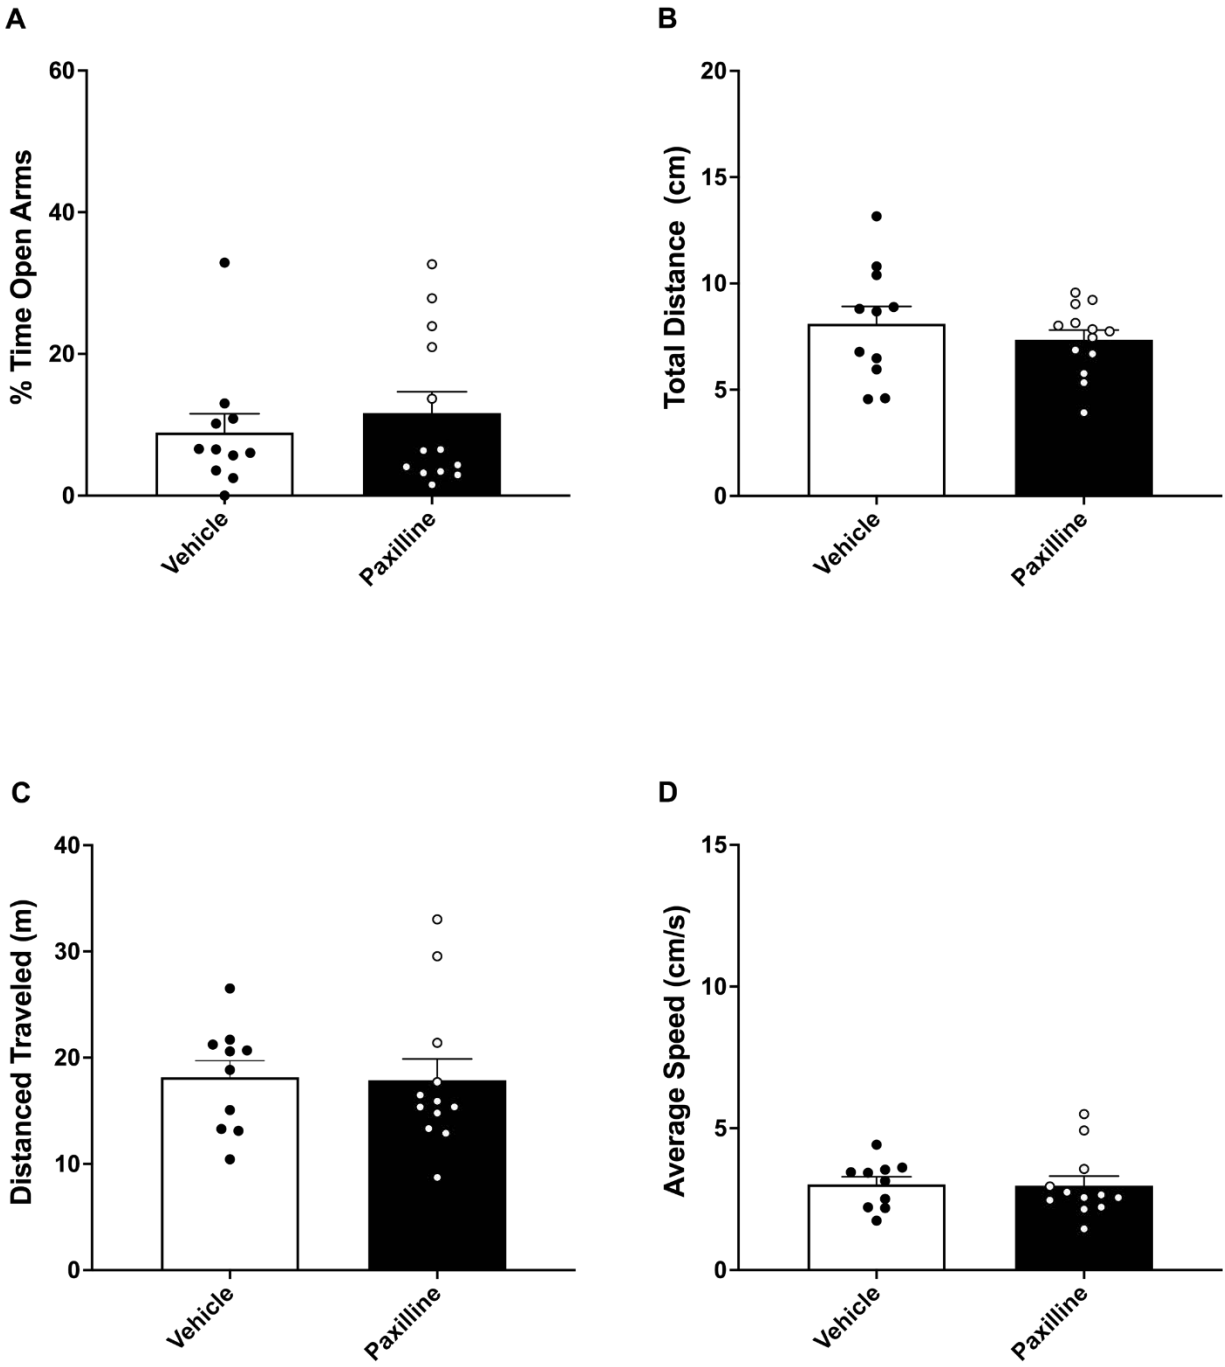 A
60
40
20
0
% Time Open Arms
Vehicle
Paxilline
B
20
15
10
5
0
Total Distance (cm)
Vehicle
Paxilline
C
40
30
20
10
0
Distanced Traveled (m)
Vehicle
Paxilline
D
15
10
5
0
Average Speed (cm/s)
Vehicle
Paxilline